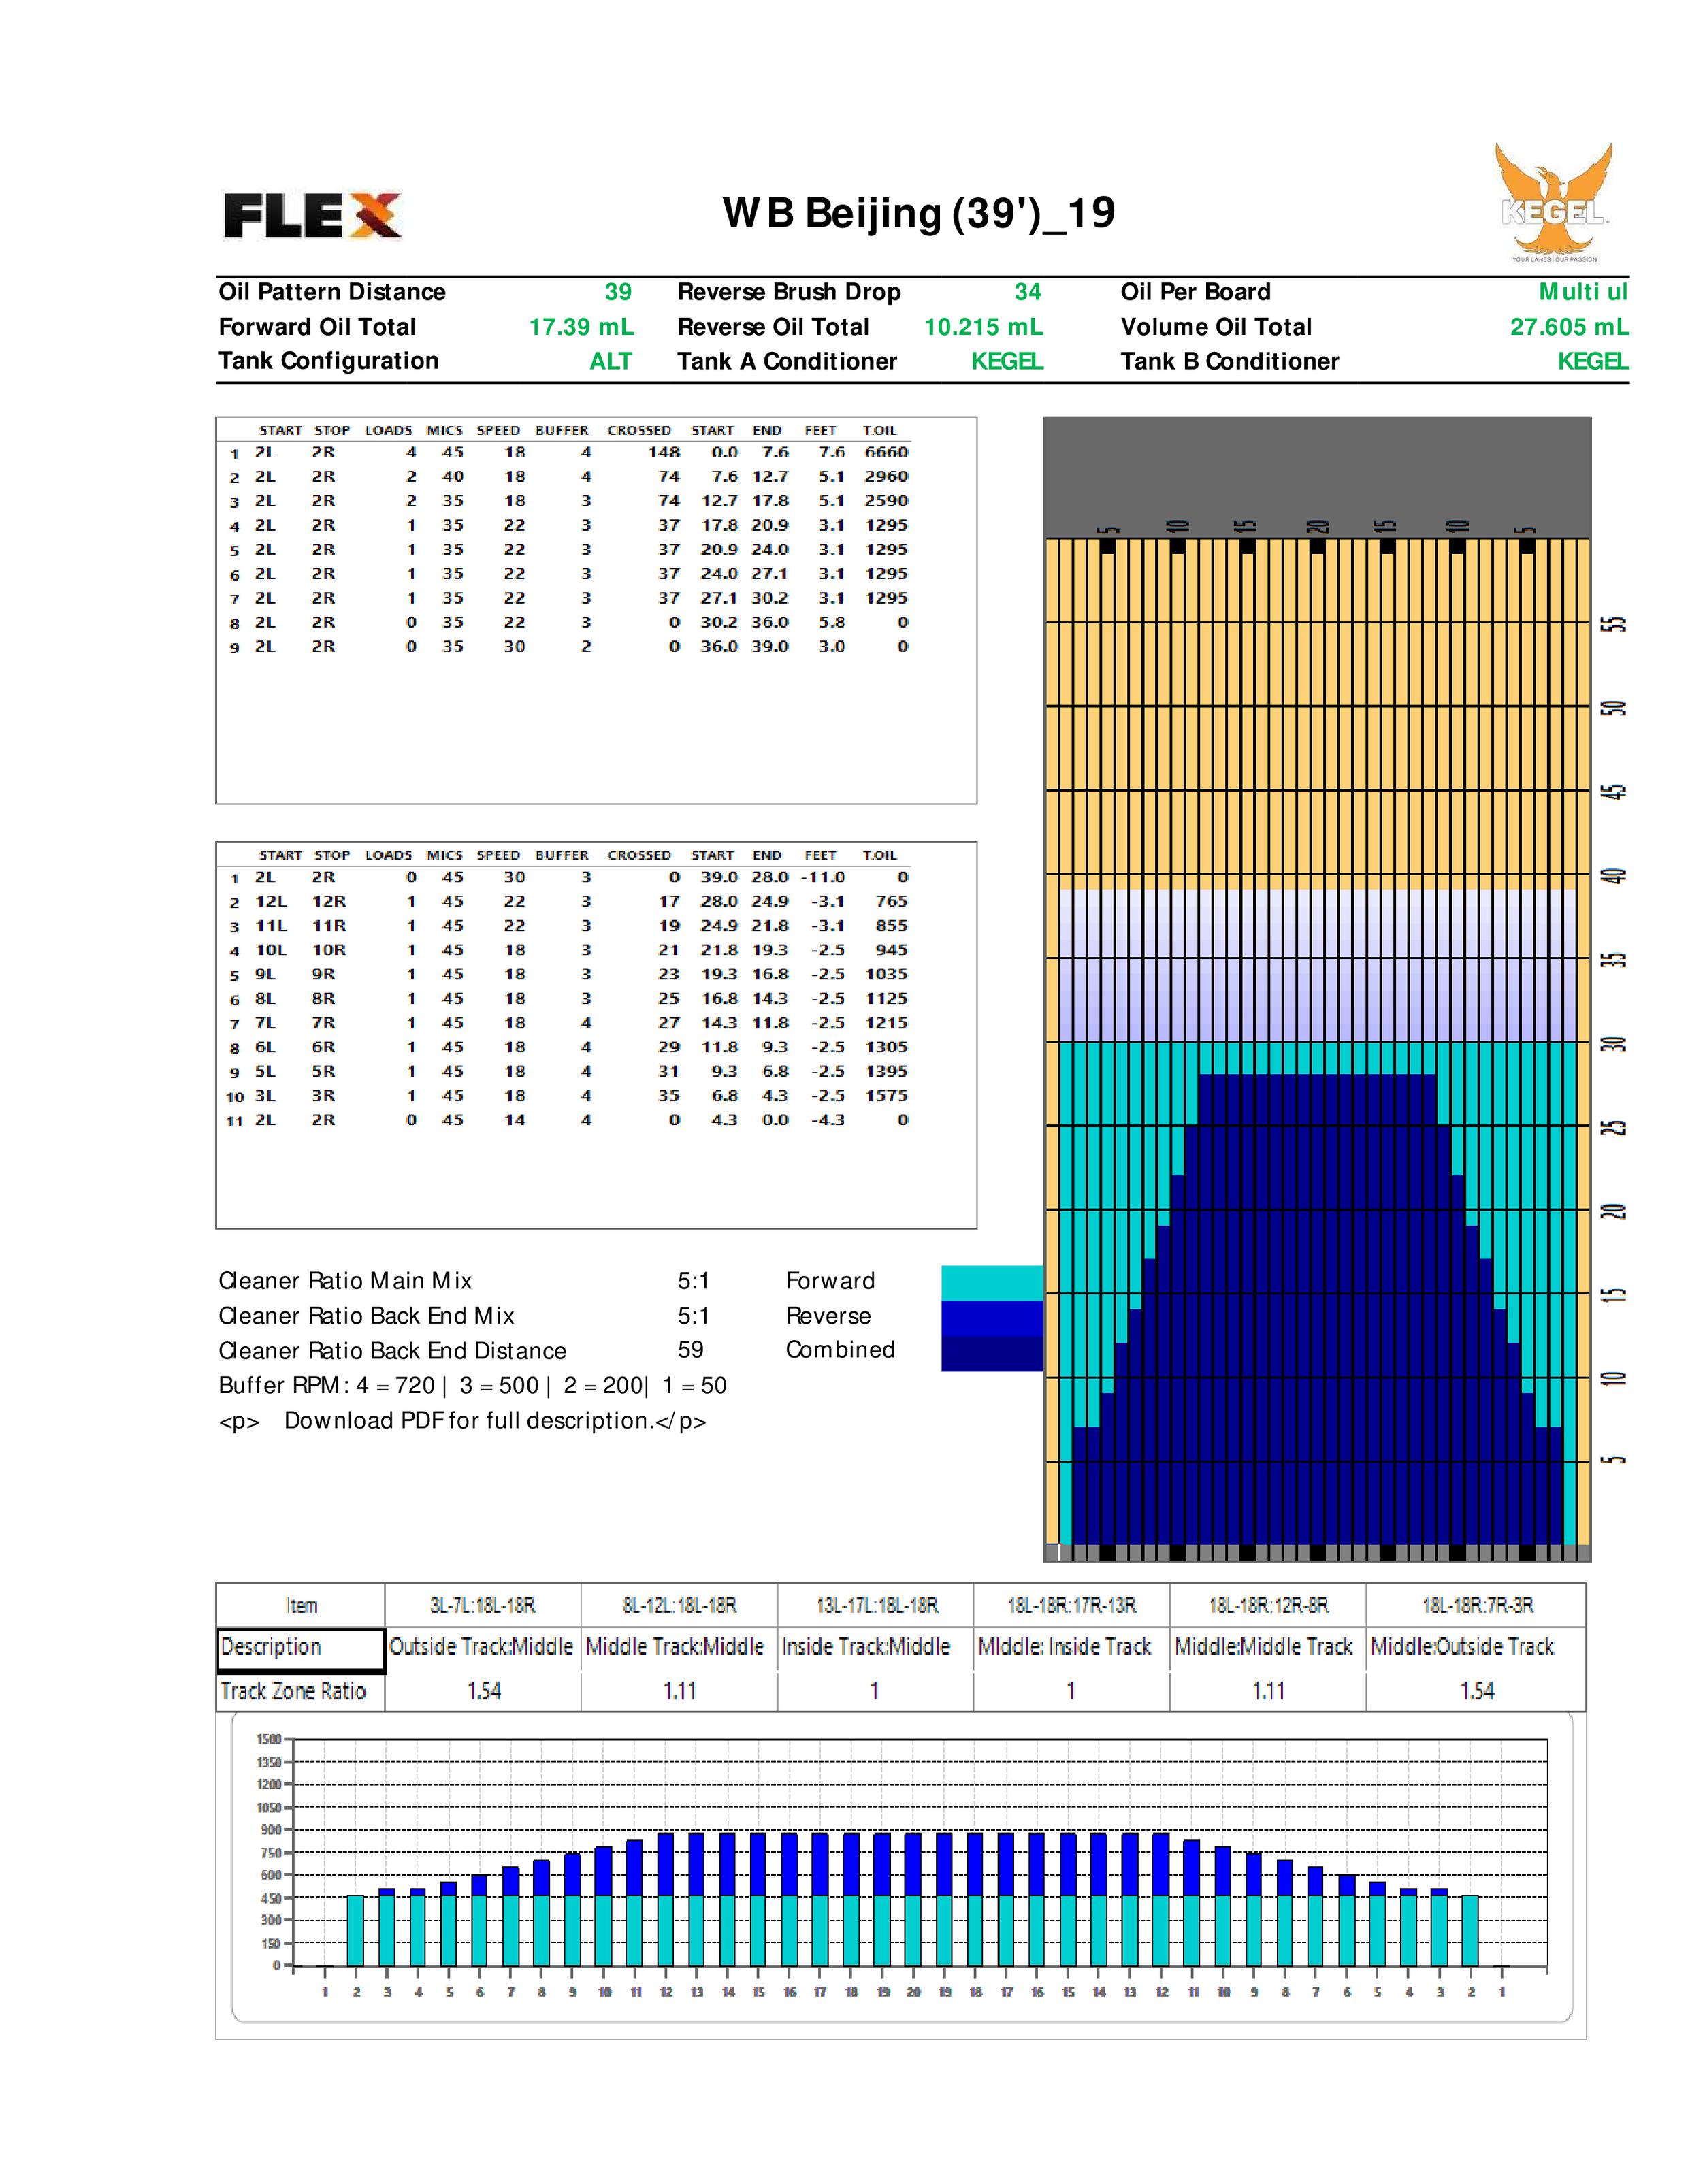 FLEX
WB Beijing (39')_19
KEGEL
YOUR LANES | OUR PASSION
Oil Pattern Distance 39 Reverse Brush Drop 34 Oil Per Board Multi ul
Forward Oil Total 17.39 mL Reverse Oil Total 10.215 mL Volume Oil Total 27.605 mL
Tank Configuration ALT Tank A Conditioner KEGEL Tank B Conditioner KEGEL
START STOP LOADS MICS SPEED BUFFER CROSSED START END FEET T.OIL
1 2L 2R 4 45 18 4 148 0.0 7.6 7.6 6660
2 2L 2R 2 40 18 4 74 7.6 12.7 5.1 2960
3 2L 2R 2 35 18 3 74 12.7 17.8 5.1 2590
4 2L 2R 1 35 22 3 37 17.8 20.9 3.1 1295
5 2L 2R 1 35 22 3 37 20.9 24.0 3.1 1295
6 2L 2R 1 35 22 3 37 24.0 27.1 3.1 1295
7 2L 2R 1 35 22 3 37 27.1 30.2 3.1 1295
8 2L 2R 0 35 22 3 0 30.2 36.0 5.8 0
9 2L 2R 0 35 30 2 0 36.0 39.0 3.0 0
START STOP LOADS MICS SPEED BUFFER CROSSED START END FEET T.OIL
1 2L 2R 0 45 30 3 0 39.0 28.0 -11.0 0
2 12L 12R 1 45 22 3 17 28.0 24.9 -3.1 765
3 11L 11R 1 45 22 3 19 24.9 21.8 -3.1 855
4 10L 10R 1 45 18 3 21 21.8 19.3 -2.5 945
5 9L 9R 1 45 18 3 23 19.3 16.8 -2.5 1035
6 8L 8R 1 45 18 3 25 16.8 14.3 -2.5 1125
7 7L 7R 1 45 18 4 27 14.3 11.8 -2.5 1215
8 6L 6R 1 45 18 4 29 11.8 9.3 -2.5 1305
9 5L 5R 1 45 18 4 31 9.3 6.8 -2.5 1395
10 3L 3R 1 45 18 4 35 6.8 4.3 -2.5 1575
11 2L 2R 0 45 14 4 0 4.3 0.0 -4.3 0
Cleaner Ratio Main Mix 5:1 Forward
Cleaner Ratio Back End Mix 5:1 Reverse
Cleaner Ratio Back End Distance 59 Combined
Buffer RPM: 4 = 720 | 3 = 500 | 2 = 200| 1 = 50
<p> Download PDF for full description.</p>
5 10 15 20 15 10 5
55
50
45
40
35
30
25
20
15
10
5
Item 3L-7L:18L-18R 8L-12L:18L-18R 13L-17L:18L-18R 18L-18R:17R-13R 18L-18R:12R-8R 18L-18R:7R-3R
Description Outside Track:Middle Middle Track:Middle Inside Track:Middle MIddle: Inside Track Middle:Middle Track Middle:Outside Track
Track Zone Ratio 1.54 1.11 1 1 1.11 1.54
1500
1350
1200
1050
900
750
600
450
300
150
0
1 2 3 4 5 6 7 8 9 10 11 12 13 14 15 16 17 18 19 20 19 18 17 16 15 14 13 12 11 10 9 8 7 6 5 4 3 2 1